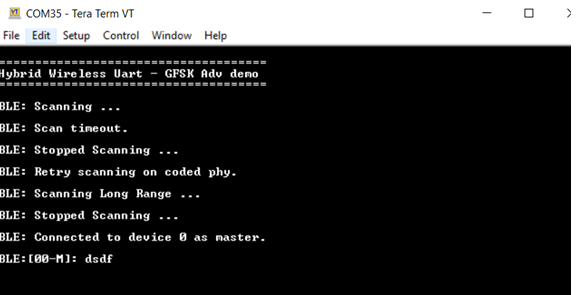 COM35 - Tera Term VT
File Edit Setup Control Window Help
=====================================
Hybrid Wireless Uart - GFSK Adv demo
=====================================
BLE: Scanning ...
BLE: Scan timeout.
BLE: Stopped Scanning ...
BLE: Retry scanning on coded phy.
BLE: Scanning Long Range ...
BLE: Stopped Scanning ...
BLE: Connected to device 0 as master.
BLE:[00-M]: dsdf